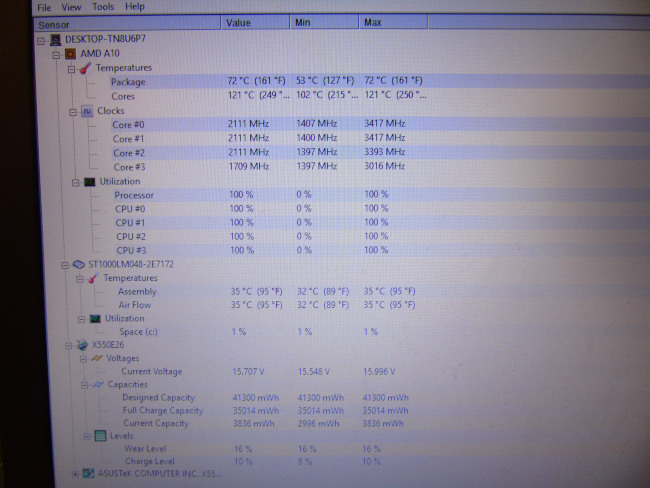 File View Tools Help
Sensor Value Min Max
DESKTOP-TN8U6P7
AMD A10
Temperatures
Package 72 °C (161 °F) 53 °C (127 °F) 72 °C (161 °F)
Cores 121 °C (249 °... 102 °C (215 °... 121 °C (250 °...
Clocks
Core #0 2111 MHz 1407 MHz 3417 MHz
Core #1 2111 MHz 1400 MHz 3417 MHz
Core #2 2111 MHz 1397 MHz 3393 MHz
Core #3 1709 MHz 1397 MHz 3016 MHz
Utilization
Processor 100 % 0 % 100 %
CPU #0 100 % 0 % 100 %
CPU #1 100 % 0 % 100 %
CPU #2 100 % 0 % 100 %
CPU #3 100 % 0 % 100 %
ST1000LM048-2E7172
Temperatures
Assembly 35 °C (95 °F) 32 °C (89 °F) 35 °C (95 °F)
Air Flow 35 °C (95 °F) 32 °C (89 °F) 35 °C (95 °F)
Utilization
Space (c:) 1 % 1 % 1 %
X550E26
Voltages
Current Voltage 15.707 V 15.548 V 15.996 V
Capacities
Designed Capacity 41300 mWh 41300 mWh 41300 mWh
Full Charge Capacity 35014 mWh 35014 mWh 35014 mWh
Current Capacity 3836 mWh 2996 mWh 3836 mWh
Levels
Wear Level 16 % 16 % 16 %
Charge Level 10 % 8 % 10 %
ASUSTeK COMPUTER INC. X55...